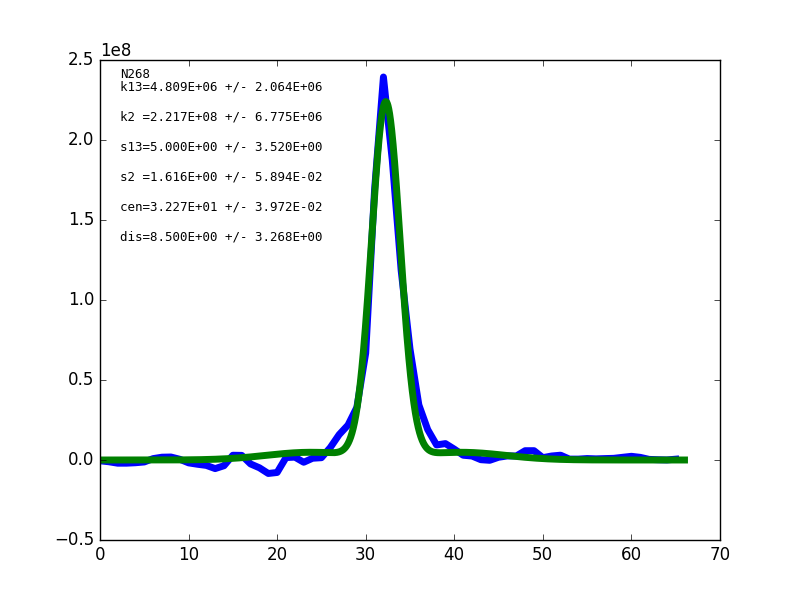 1e8
N268
k13=4.809E+06 +/- 2.064E+06
k2 =2.217E+08 +/- 6.775E+06
s13=5.000E+00 +/- 3.520E+00
s2 =1.616E+00 +/- 5.894E-02
cen=3.227E+01 +/- 3.972E-02
dis=8.500E+00 +/- 3.268E+00
2.5
2.0
1.5
1.0
0.5
0.0
−0.5
0 10 20 30 40 50 60 70